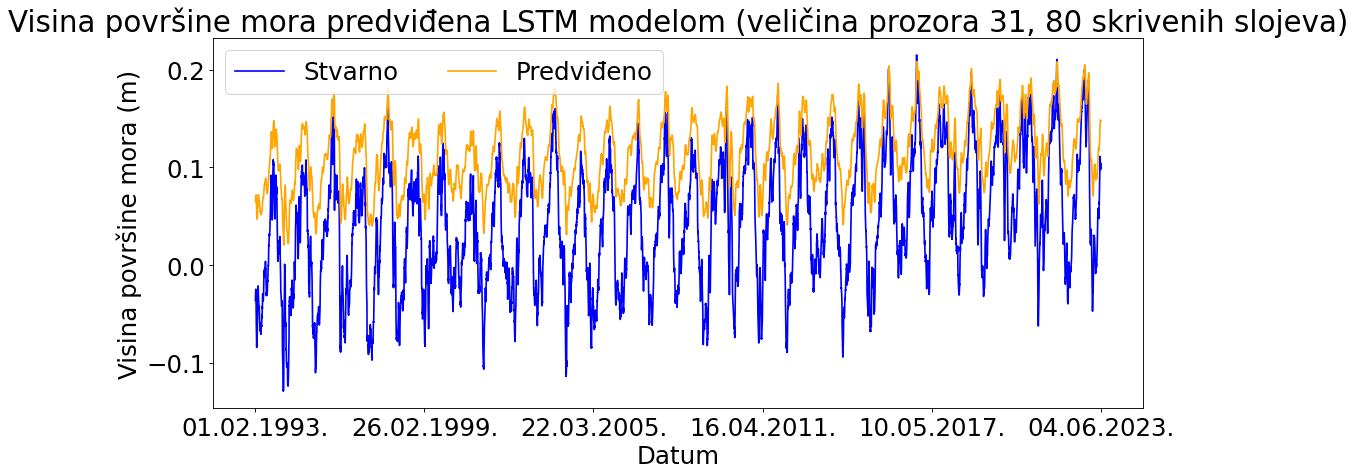 Visina površine mora predviđena LSTM modelom (veličina prozora 31, 80 skrivenih slojeva)
Stvarno
Predviđeno
Visina površine mora (m)
0.2
0.1
0.0
−0.1
01.02.1993.
26.02.1999.
22.03.2005.
16.04.2011.
10.05.2017.
04.06.2023.
Datum